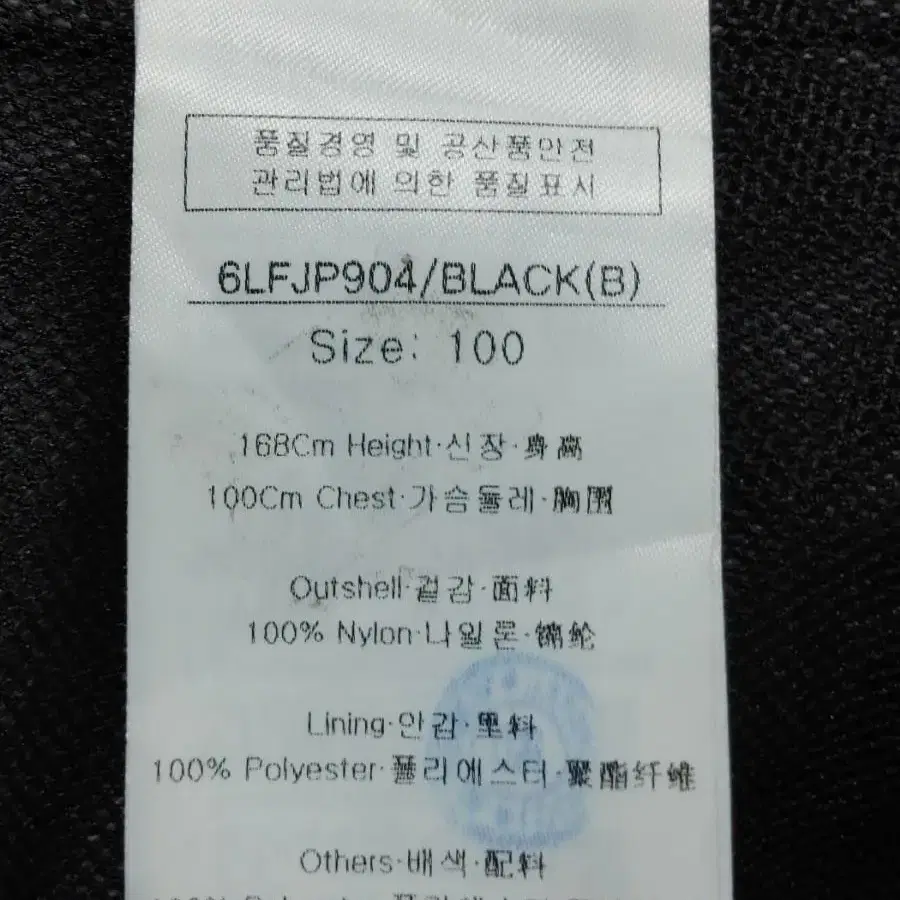 품질경영 및 공산품안전
관리법에 의한 품질표시
6LFJP904/BLACK(B)
Size: 100
168Cm Height·신장·身高
100Cm Chest·가슴둘레·胸围
Outshell·겉감·面料
100% Nylon·나일론·锦纶
Lining·안감·里料
100% Polyester·폴리에스터·聚酯纤维
Others·배색·配料